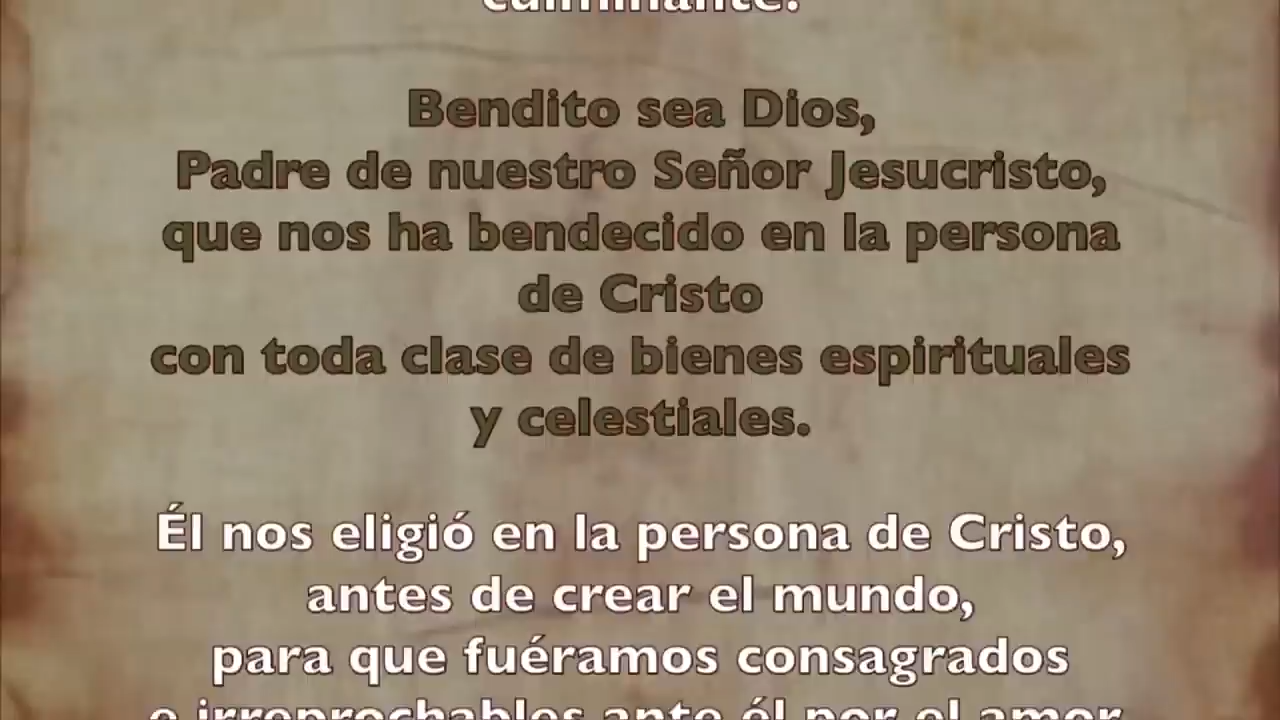 culminante:
Bendito sea Dios,
Padre de nuestro Señor Jesucristo,
que nos ha bendecido en la persona
de Cristo
con toda clase de bienes espirituales
y celestiales.
Él nos eligió en la persona de Cristo,
antes de crear el mundo,
para que fuéramos consagrados
e irreprochables ante él por el amor